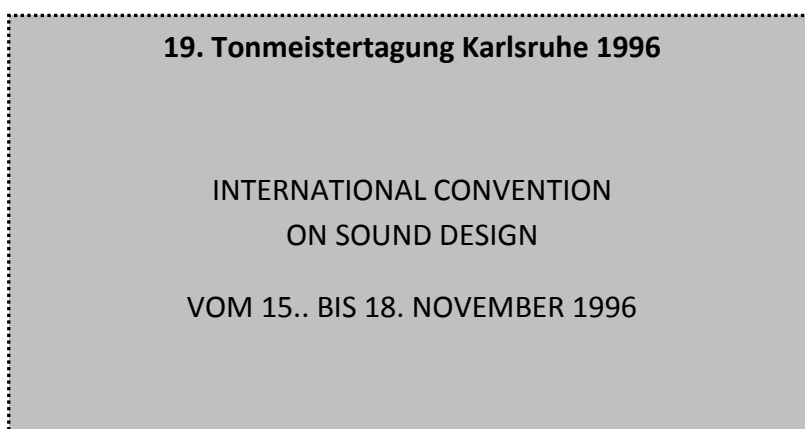 19. Tonmeistertagung Karlsruhe 1996
INTERNATIONAL CONVENTION
ON SOUND DESIGN
VOM 15.. BIS 18. NOVEMBER 1996